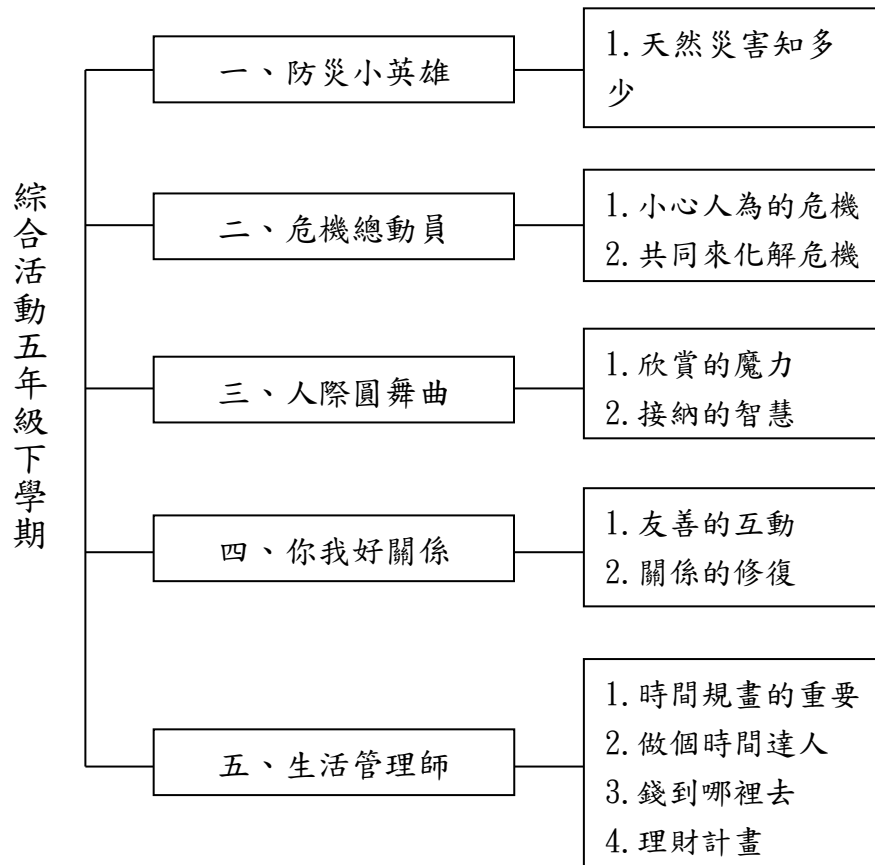 綜合活動五年級下學期
一、防災小英雄
1.天然災害知多
少
二、危機總動員
1.小心人為的危機
2.共同來化解危機
三、人際圓舞曲
1.欣賞的魔力
2.接納的智慧
四、你我好關係
1.友善的互動
2.關係的修復
五、生活管理師
1.時間規畫的重要
2.做個時間達人
3.錢到哪裡去
4.理財計畫